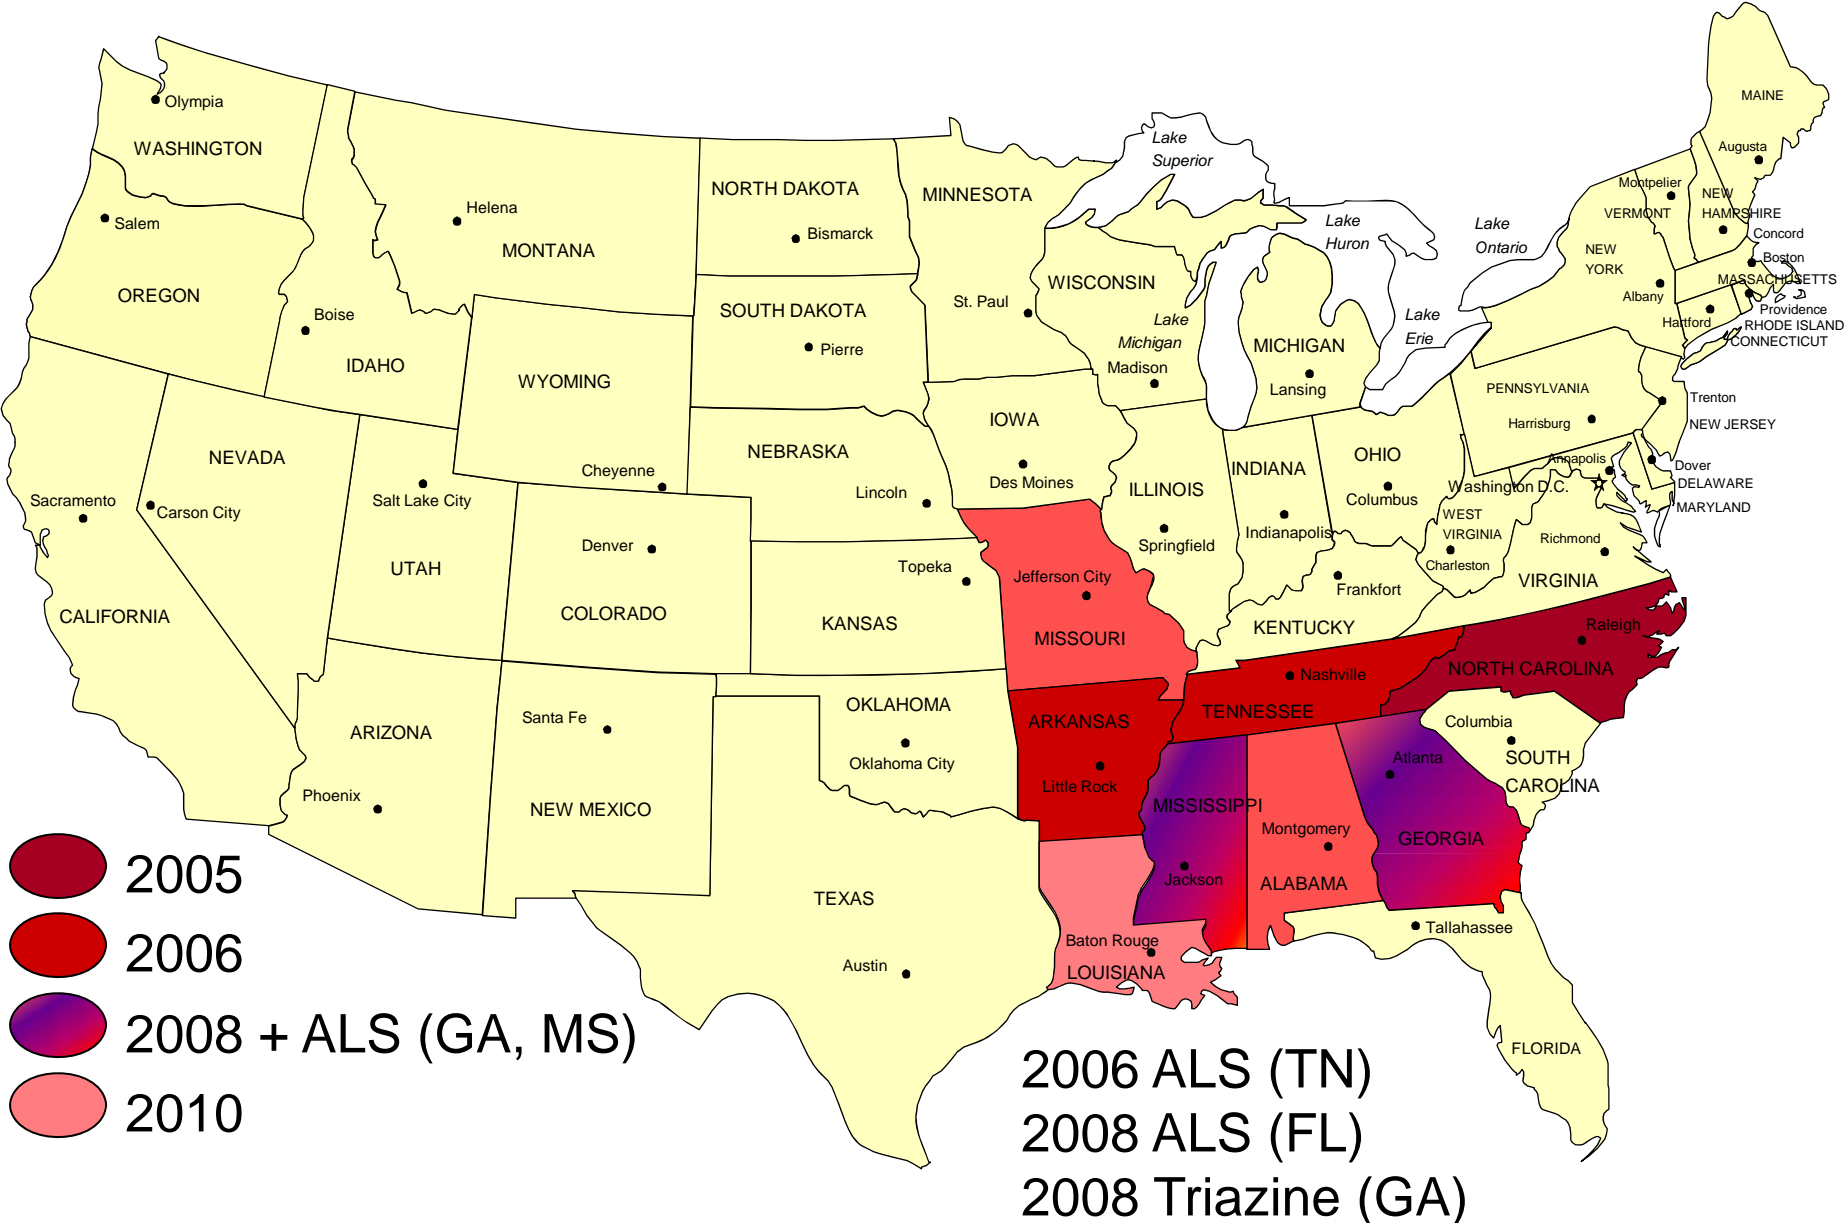 MAINE
Olympia
Lake
Superior
WASHINGTON
Augusta
NORTH DAKOTA
MINNESOTA
Montpelier
NEW
HAMPSHIRE
VERMONT
Helena
Salem
Lake
Huron
Lake
Ontario
Bismarck
Concord
MONTANA
NEW
YORK
Boston
MASSACHUSETTS
WISCONSIN
OREGON
Albany
St. Paul
SOUTH DAKOTA
Boise
Lake
Michigan
Lake
Erie
Providence
Hartford
RHODE ISLAND
CONNECTICUT
MICHIGAN
Pierre
IDAHO
Madison
WYOMING
Lansing
PENNSYLVANIA
Trenton
IOWA
Harrisburg
NEW JERSEY
NEBRASKA
NEVADA
OHIO
Annapolis
Dover
INDIANA
Cheyenne
Salt Lake City
Des Moines
DELAWARE
Washington D.C.
ILLINOIS
Lincoln
Columbus
Sacramento
Carson City
MARYLAND
WEST
VIRGINIA
Indianapolis
Richmond
Denver
Springfield
Charleston
Topeka
UTAH
Jefferson City
VIRGINIA
Frankfort
COLORADO
CALIFORNIA
KANSAS
KENTUCKY
Raleigh
MISSOURI
NORTH CAROLINA
Nashville
OKLAHOMA
TENNESSEE
Santa Fe
ARKANSAS
Columbia
ARIZONA
Oklahoma City
Atlanta
SOUTH
CAROLINA
Little Rock
Phoenix
MISSISSIPPI
NEW MEXICO
Montgomery
GEORGIA
2005
Jackson
ALABAMA
TEXAS
Tallahassee
Baton Rouge
2006
Austin
LOUISIANA
2008 + ALS (GA, MS)
FLORIDA
2010
2006 ALS (TN)
2008 ALS (FL)
2008 Triazine (GA)